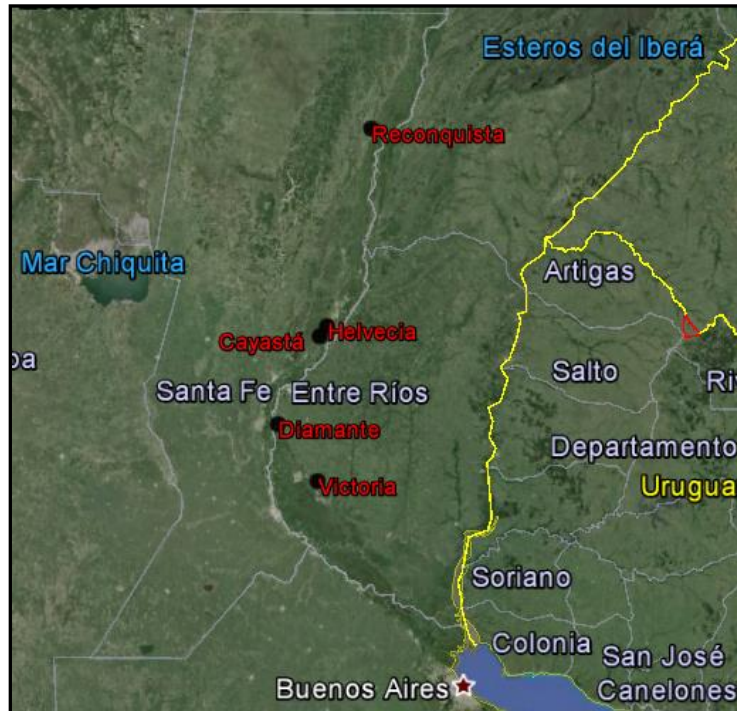 Esteros del Iberá
Reconquista
Mar Chiquita
Artigas
Helvecia
Cayastá
Santa Fe
Entre Ríos
Salto
Diamante
Departamento
Victoria
Urugua
Soriano
Colonia
San José
Buenos Aires
Canelones